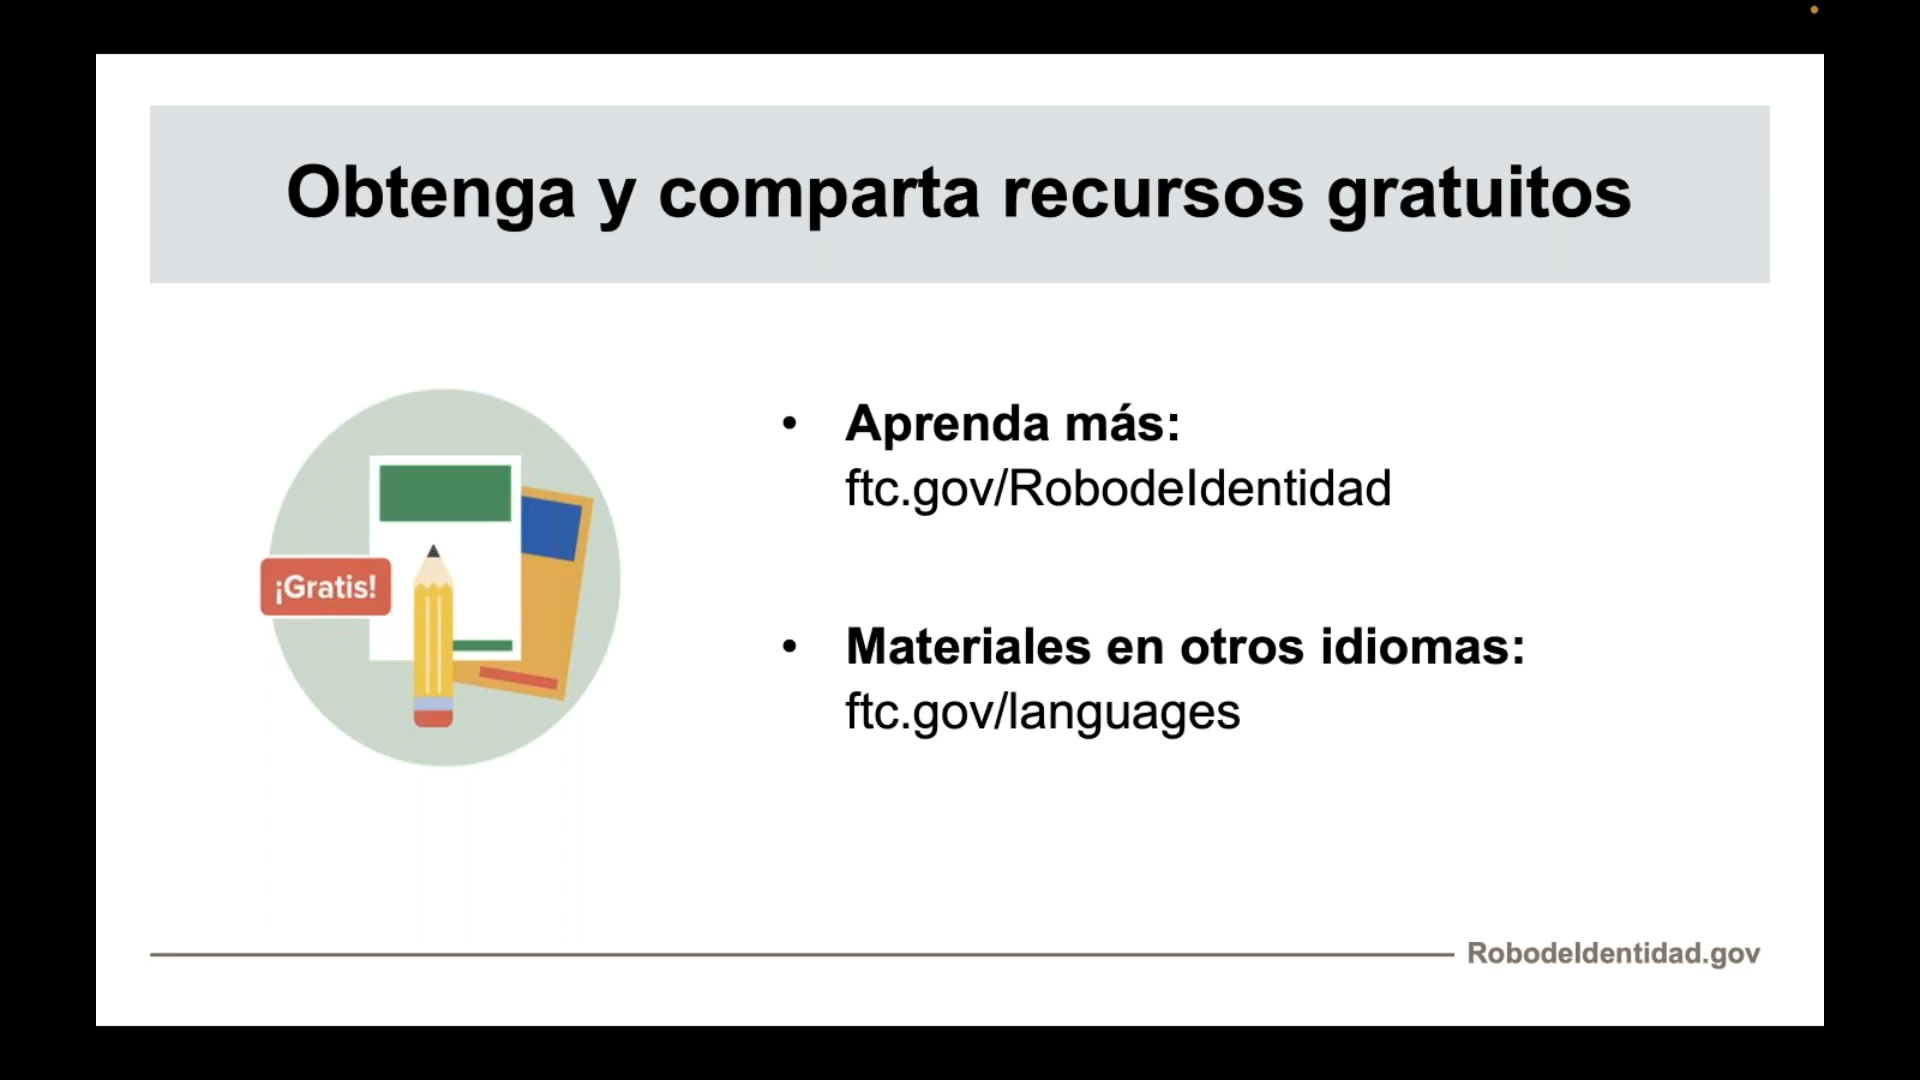 Obtenga y comparta recursos gratuitos
¡Gratis!
• Aprenda más:
ftc.gov/RobodeIdentidad
• Materiales en otros idiomas:
ftc.gov/languages
RobodeIdentidad.gov